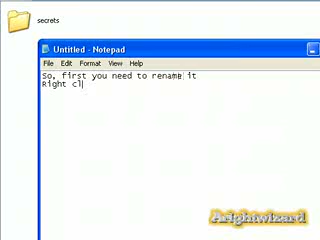 secrets
Untitled - Notepad
File Edit Format View Help
So, first you need to rename it
Right cl